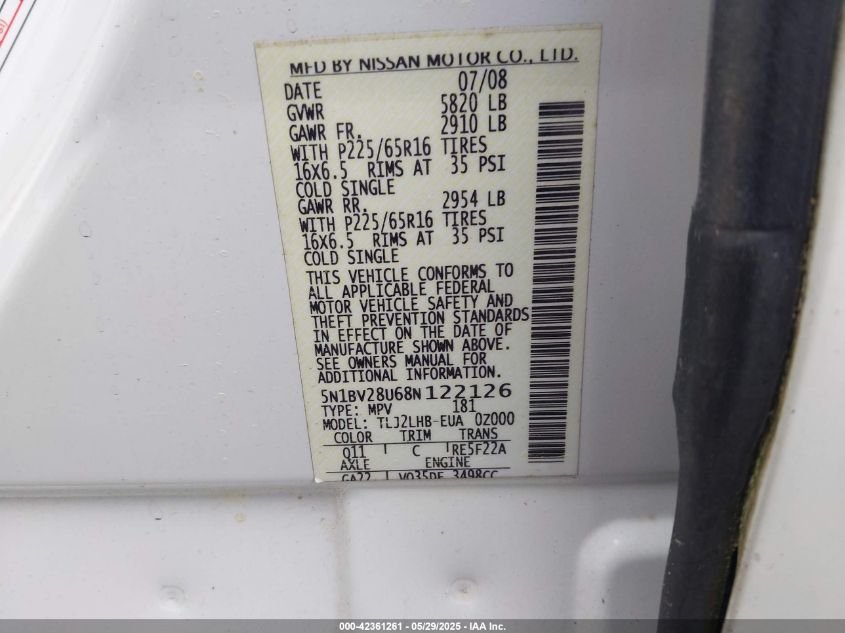 MFD BY NISSAN MOTOR CO., LTD.
DATE 07/08
GVWR 5820 LB
GAWR FR. 2910 LB
WITH P225/65R16 TIRES
16X6.5 RIMS AT 35 PSI
COLD SINGLE
GAWR RR. 2954 LB
WITH P225/65R16 TIRES
16X6.5 RIMS AT 35 PSI
COLD SINGLE
THIS VEHICLE CONFORMS TO
ALL APPLICABLE FEDERAL
MOTOR VEHICLE SAFETY AND
THEFT PREVENTION STANDARDS
IN EFFECT ON THE DATE OF
MANUFACTURE SHOWN ABOVE.
SEE OWNERS MANUAL FOR
ADDITIONAL INFORMATION.
5N1BV28U68N122126
TYPE: MPV 181
MODEL: TLJ2LHB-EUA 0Z000
COLOR TRIM TRANS
Q11 C RE5F22A
AXLE ENGINE
GA22 VQ35DE 3498CC
000-42361261 - 05/29/2025 - IAA Inc.